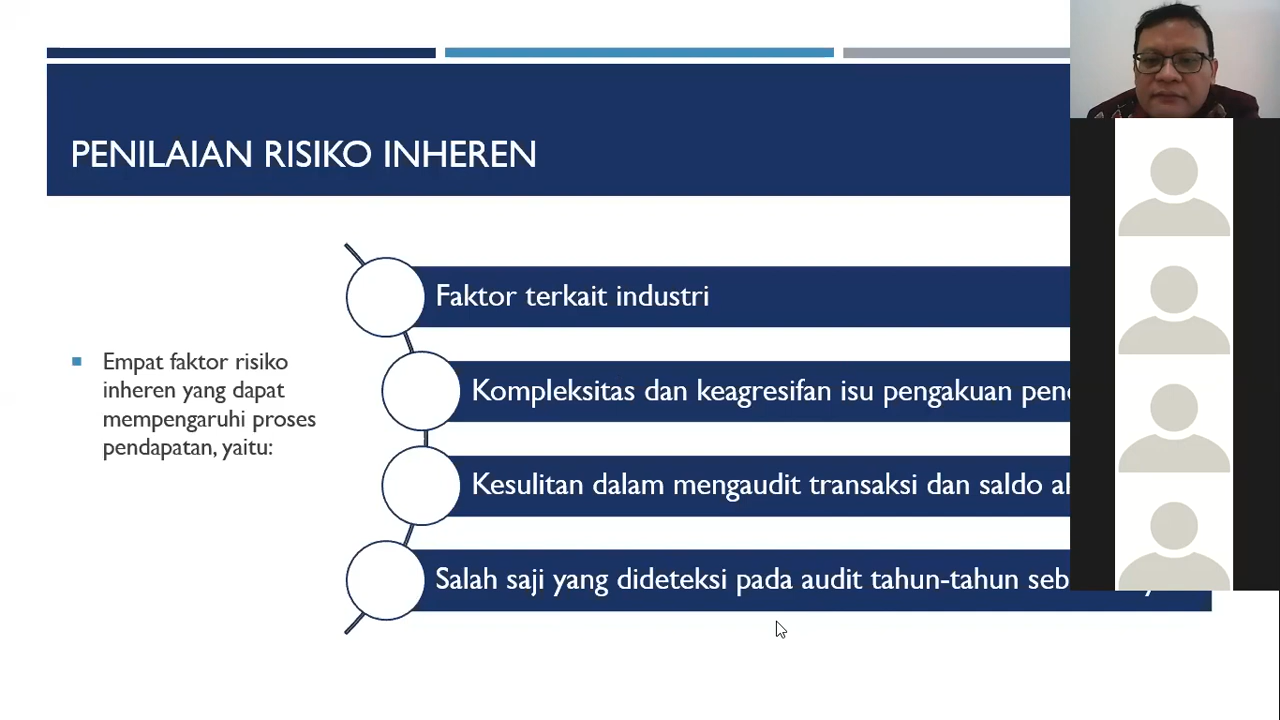 PENILAIAN RISIKO INHEREN
Empat faktor risiko
inheren yang dapat
mempengaruhi proses
pendapatan, yaitu:
Faktor terkait industri
Kompleksitas dan keagresifan isu pengakuan
Kesulitan dalam mengaudit transaksi dan saldo
Salah saji yang dideteksi pada audit tahun-tahun